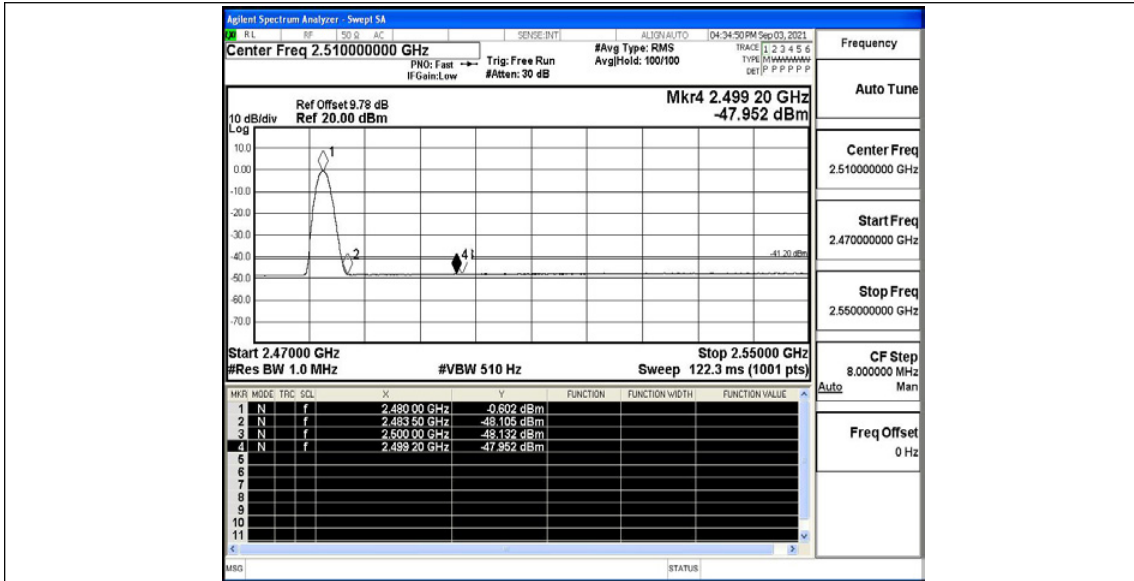 Agilent Spectrum Analyzer - Swept SA
RL RF 50 Ω AC SENSE:INT ALIGN AUTO 04:34:50 PM Sep 03, 2021
Center Freq 2.510000000 GHz
PNO: Fast
IFGain:Low
Trig: Free Run
#Atten: 30 dB
#Avg Type: RMS
Avg|Hold: 100/100
TRACE 1 2 3 4 5 6
TYPE M WWWWW
DET P P P P P P
Ref Offset 9.78 dB
10 dB/div Ref 20.00 dBm
Log
Mkr4 2.499 20 GHz
-47.952 dBm
10.0
0.00
-10.0
-20.0
-30.0
-40.0
-50.0
-60.0
-70.0
1
2
4
-41.20 dBm
Start 2.47000 GHz Stop 2.55000 GHz
#Res BW 1.0 MHz #VBW 510 Hz Sweep 122.3 ms (1001 pts)
MKR MODE TRC SCL X Y FUNCTION FUNCTION WIDTH FUNCTION VALUE
1 N f 2.480 00 GHz -0.602 dBm
2 N f 2.483 50 GHz -48.105 dBm
3 N f 2.500 00 GHz -48.132 dBm
4 N f 2.499 20 GHz -47.952 dBm
5
6
7
8
9
10
11
MSG STATUS
Frequency
Auto Tune
Center Freq
2.510000000 GHz
Start Freq
2.470000000 GHz
Stop Freq
2.550000000 GHz
CF Step
8.000000 MHz
Auto Man
Freq Offset
0 Hz